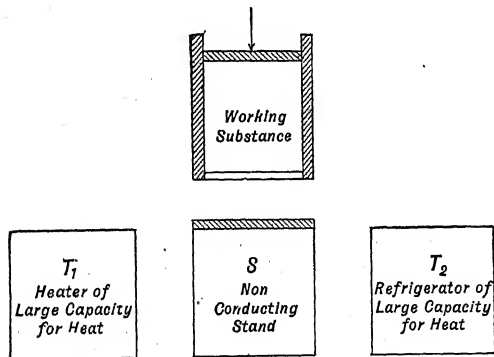 Working
Substance
T₁
Heater of
Large Capacity
for Heat
S
Non
Conducting
Stand
T₂
Refrigerator of
Large Capacity
for Heat